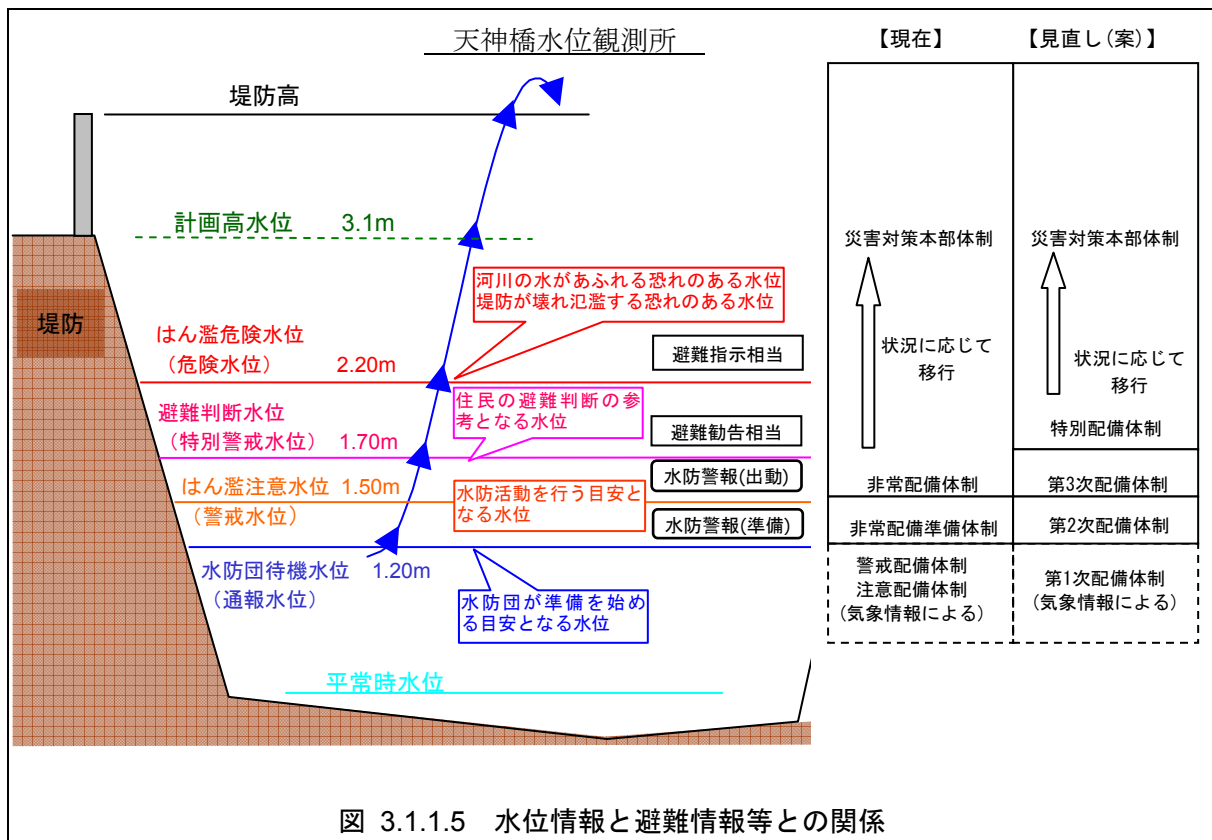 天神橋水位観測所
【現在】
【見直し(案)】
堤防高
計画高水位 3.1m
災害対策本部体制
災害対策本部体制
河川の水があふれる恐れのある水位
堤防が壊れ氾濫する恐れのある水位
堤防
はん濫危険水位
(危険水位) 2.20m
避難指示相当
状況に応じて
移行
状況に応じて
移行
住民の避難判断の参
考となる水位
避難判断水位
(特別警戒水位) 1.70m
避難勧告相当
特別配備体制
水防警報(出動)
はん濫注意水位 1.50m
(警戒水位)
水防活動を行う目安と
なる水位
非常配備体制
第3次配備体制
水防警報(準備)
非常配備準備体制
第2次配備体制
水防団待機水位 1.20m
(通報水位)
水防団が準備を始め
る目安となる水位
警戒配備体制
注意配備体制
(気象情報による)
第1次配備体制
(気象情報による)
平常時水位
図 3.1.1.5 水位情報と避難情報等との関係